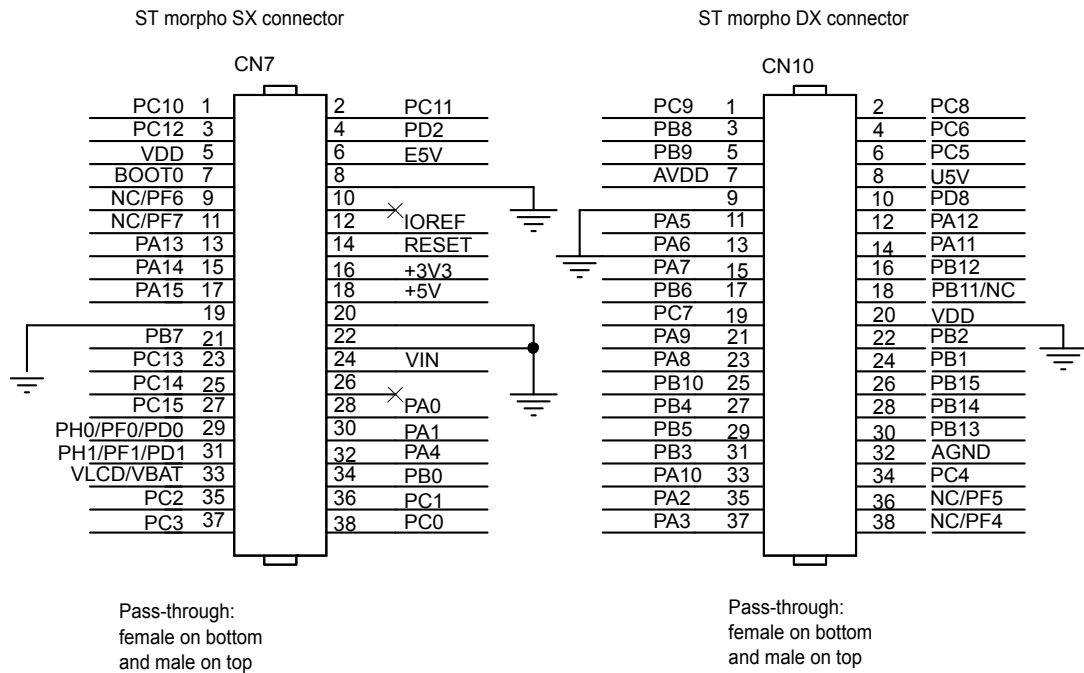 ST morpho SX connector
ST morpho DX connector
CN7
PC10 1 2 PC11
PC12 3 4 PD2
VDD 5 6 E5V
BOOT0 7 8
NC/PF6 9 10
NC/PF7 11 12 IOREF
PA13 13 14 RESET
PA14 15 16 +3V3
PA15 17 18 +5V
19 20
PB7 21 22
PC13 23 24 VIN
PC14 25 26
PC15 27 28 PA0
PH0/PF0/PD0 29 30 PA1
PH1/PF1/PD1 31 32 PA4
VLCD/VBAT 33 34 PB0
PC2 35 36 PC1
PC3 37 38 PC0
Pass-through:
female on bottom
and male on top
CN10
PC9 1 2 PC8
PB8 3 4 PC6
PB9 5 6 PC5
AVDD 7 8 U5V
9 10 PD8
PA5 11 12 PA12
PA6 13 14 PA11
PA7 15 16 PB12
PB6 17 18 PB11/NC
PC7 19 20 VDD
PA9 21 22 PB2
PA8 23 24 PB1
PB10 25 26 PB15
PB4 27 28 PB14
PB5 29 30 PB13
PB3 31 32 AGND
PA10 33 34 PC4
PA2 35 36 NC/PF5
PA3 37 38 NC/PF4
Pass-through:
female on bottom
and male on top